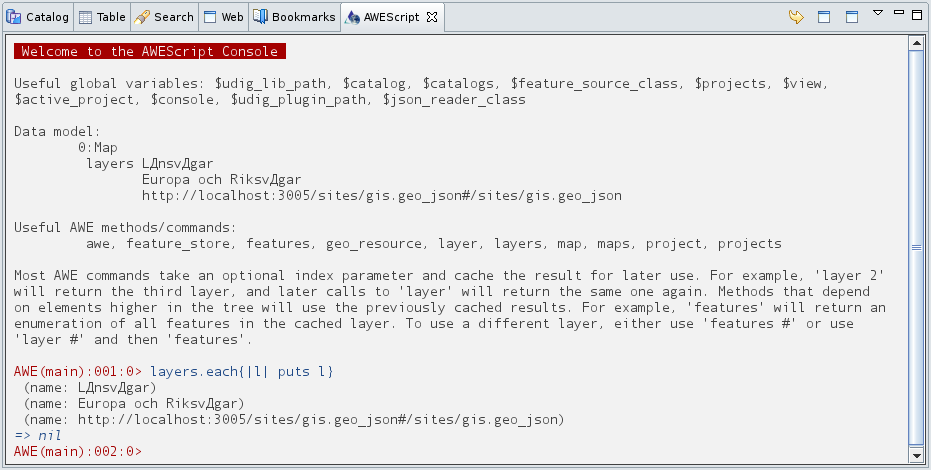 Catalog Table Search Web Bookmarks AWEScript
Welcome to the AWEScript Console
Useful global variables: $udig_lib_path, $catalog, $catalogs, $feature_source_class, $projects, $view,
$active_project, $console, $udig_plugin_path, $json_reader_class
Data model:
0:Map
layers LДnsvДgar
Europa och RiksvДgar
http://localhost:3005/sites/gis.geo_json#/sites/gis.geo_json
Useful AWE methods/commands:
awe, feature_store, features, geo_resource, layer, layers, map, maps, project, projects
Most AWE commands take an optional index parameter and cache the result for later use. For example, 'layer 2'
will return the third layer, and later calls to 'layer' will return the same one again. Methods that depend
on elements higher in the tree will use the previously cached results. For example, 'features' will return an
enumeration of all features in the cached layer. To use a different layer, either use 'features #' or use
'layer #' and then 'features'.
AWE(main):001:0> layers.each{|l| puts l}
(name: LДnsvДgar)
(name: Europa och RiksvДgar)
(name: http://localhost:3005/sites/gis.geo_json#/sites/gis.geo_json)
=> nil
AWE(main):002:0>